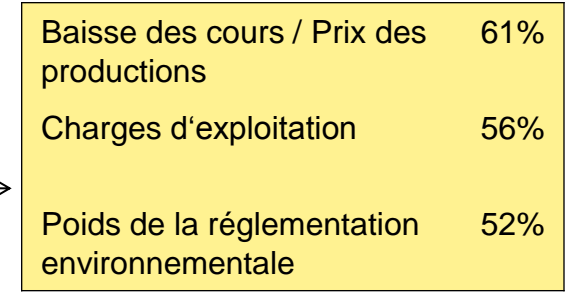 Baisse des cours / Prix des 61%
productions
Charges d‘exploitation 56%
Poids de la réglementation 52%
environnementale